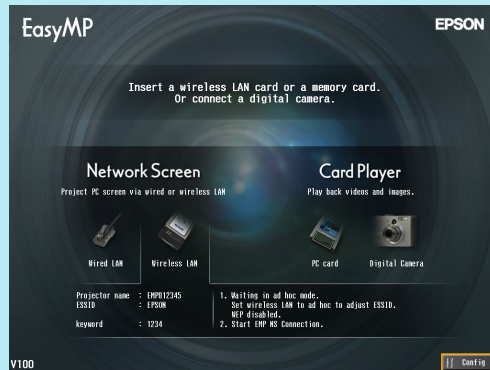 EasyMP
EPSON
Insert a wireless LAN card or a memory card.
Or connect a digital camera.
Network Screen
Project PC screen via wired or wireless LAN
Card Player
Play back videos and images.
Wired LAN
Wireless LAN
PC card
Digital Camera
Projector name : EMP012345
ESSID : EPSON
keyword : 1234
1. Waiting in ad hoc mode.
Set wireless LAN to ad hoc to adjust ESSID.
WEP disabled.
2. Start EMP NS Connection.
V100
Config